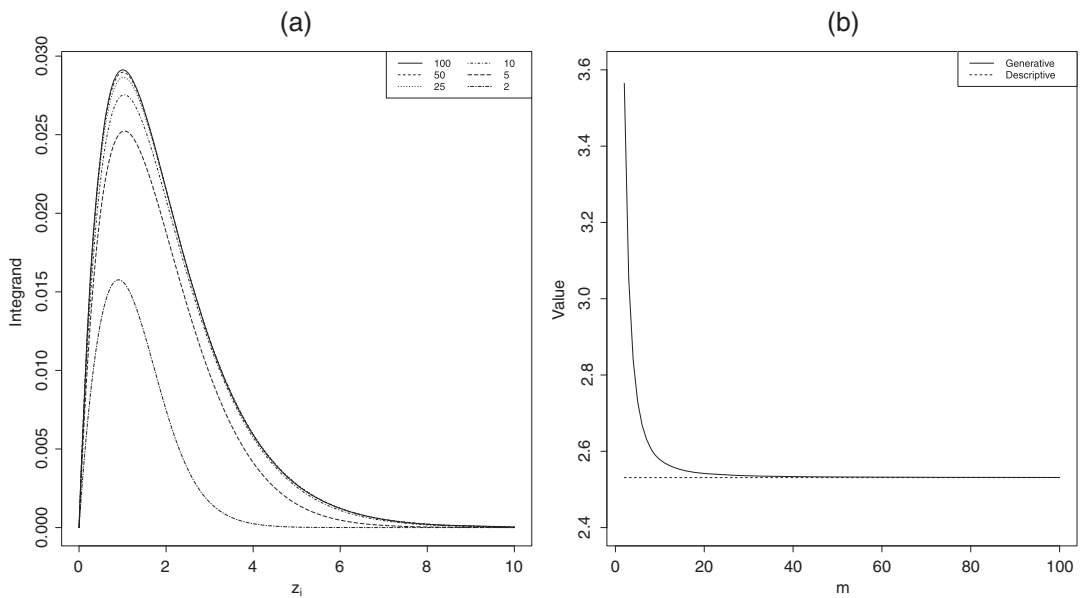 (a)
100 10
50 5
25 2
Integrand
0.000 0.005 0.010 0.015 0.020 0.025 0.030
0 2 4 6 8 10
z_i
(b)
Generative
Descriptive
Value
2.4 2.6 2.8 3.0 3.2 3.4 3.6
0 20 40 60 80 100
m